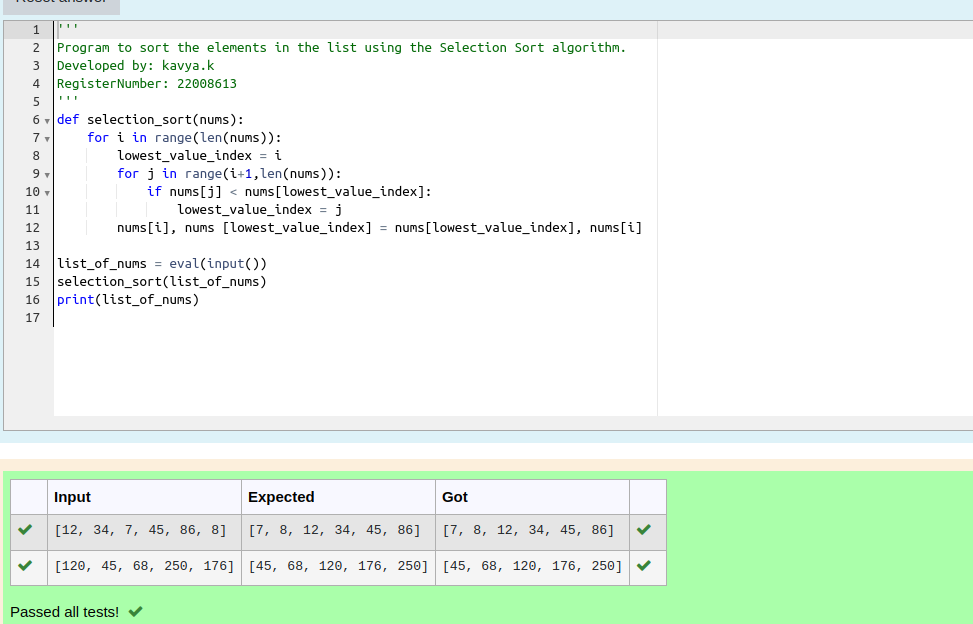 Reset answer
1 '''
2 Program to sort the elements in the list using the Selection Sort algorithm.
3 Developed by: kavya.k
4 RegisterNumber: 22008613
5 '''
6 def selection_sort(nums):
7     for i in range(len(nums)):
8         lowest_value_index = i
9         for j in range(i+1,len(nums)):
10             if nums[j] < nums[lowest_value_index]:
11                 lowest_value_index = j
12         nums[i], nums [lowest_value_index] = nums[lowest_value_index], nums[i]
13
14 list_of_nums = eval(input())
15 selection_sort(list_of_nums)
16 print(list_of_nums)
17
Input Expected Got
[12, 34, 7, 45, 86, 8] [7, 8, 12, 34, 45, 86] [7, 8, 12, 34, 45, 86]
[120, 45, 68, 250, 176] [45, 68, 120, 176, 250] [45, 68, 120, 176, 250]
Passed all tests!